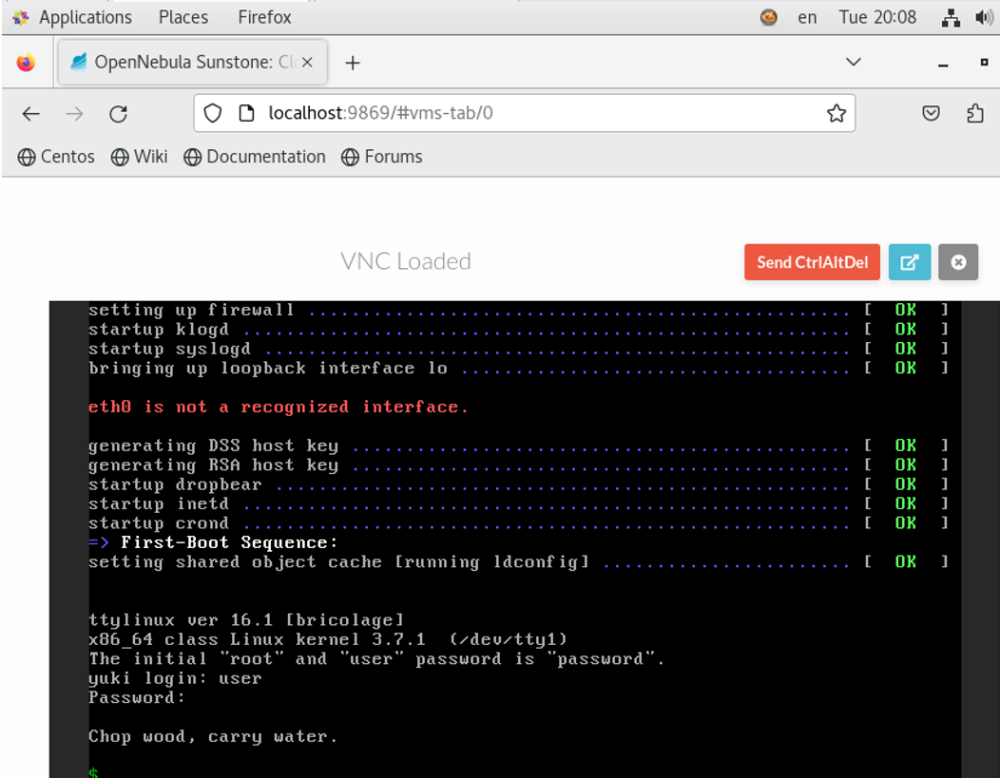 Applications Places Firefox en Tue 20:08
OpenNebula Sunstone: Cl
localhost:9869/#vms-tab/0
Centos Wiki Documentation Forums
VNC Loaded Send CtrlAltDel
setting up firewall .................................................. [ OK ]
startup klogd ........................................................ [ OK ]
startup syslogd ...................................................... [ OK ]
bringing up loopback interface lo .................................... [ OK ]
eth0 is not a recognized interface.
generating DSS host key .............................................. [ OK ]
generating RSA host key .............................................. [ OK ]
startup dropbear ..................................................... [ OK ]
startup inetd ........................................................ [ OK ]
startup crond ........................................................ [ OK ]
=> First-Boot Sequence:
setting shared object cache [running ldconfig] ....................... [ OK ]
ttylinux ver 16.1 [bricolage]
x86_64 class Linux kernel 3.7.1 (/dev/tty1)
The initial "root" and "user" password is "password".
yuki login: user
Password:
Chop wood, carry water.
$